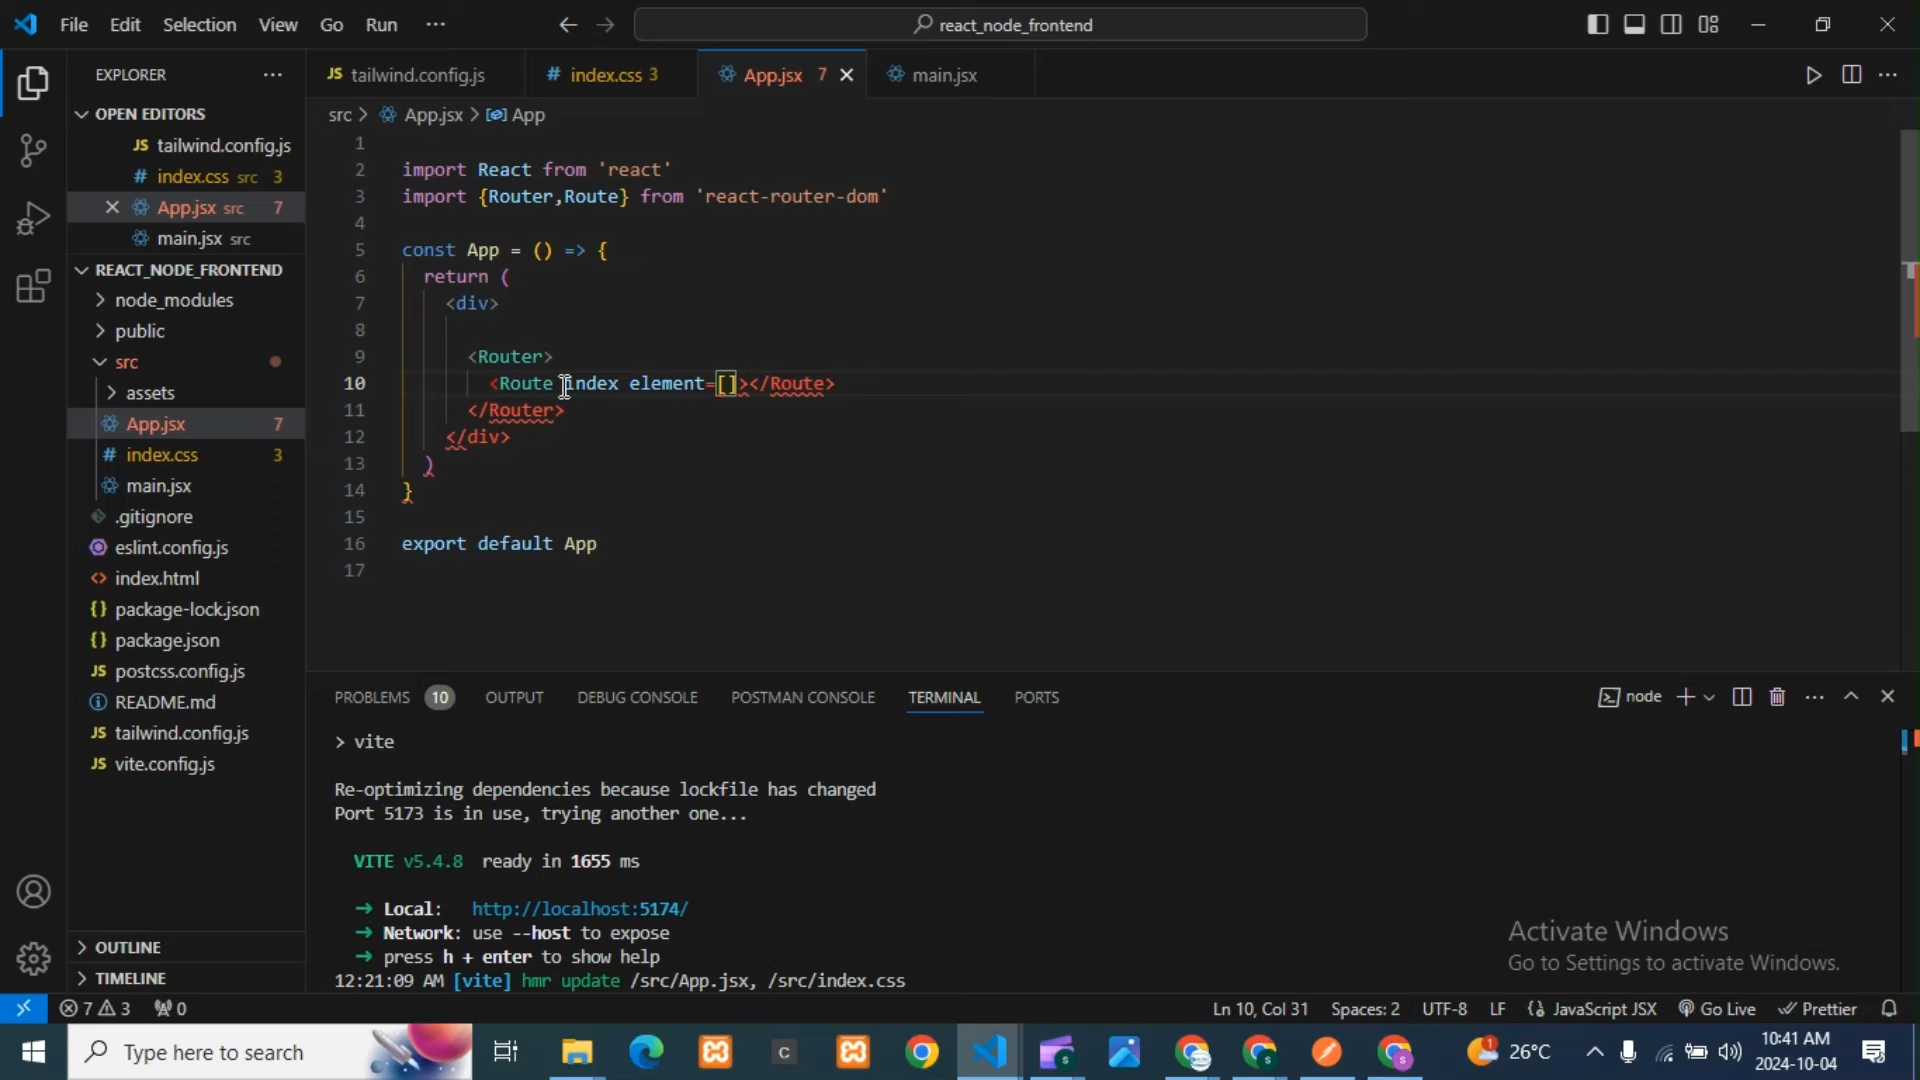 File Edit View Go Run ··· react_node_frontend
EXPLORER ···
OPEN EDITORS
JS tailwind.config.js
# index.css src 3
App.jsx src 7
main.jsx src
REACT_NODE_FRONTEND
node_modules
public
src
assets
App.jsx 7
# index.css 3
main.jsx
.gitignore
eslint.config.js
<> index.html
{} package-lock.json
{} package.json
JS postcss.config.js
README.md
JS tailwind.config.js
JS vite.config.js
OUTLINE
TIMELINE
JS tailwind.config.js # index.css 3 App.jsx 7 main.jsx
src > App.jsx > App
1
2 import React from 'react'
3 import {Router,Route} from 'react-router-dom'
4
5 const App = () => {
6 return (
7 <div>
8
9 <Router>
10 <Route index element=[]></Route>
11 </Router>
12 </div>
13 )
14 }
15
16 export default App
17
PROBLEMS 10 OUTPUT DEBUG CONSOLE POSTMAN CONSOLE TERMINAL PORTS node
> vite
Re-optimizing dependencies because lockfile has changed
Port 5173 is in use, trying another one...
VITE v5.4.8 ready in 1655 ms
➜ Local: http://localhost:5174/
➜ Network: use --host to expose
➜ press h + enter to show help
12:21:09 AM [vite] hmr update /src/App.jsx, /src/index.css
Activate Windows
Go to Settings to activate Windows.
7 3 0 Ln 10, Col 31 Spaces: 2 UTF-8 LF {} JavaScript JSX Go Live Prettier
Type here to search C 1 26°C 10:41 AM
2024-10-04